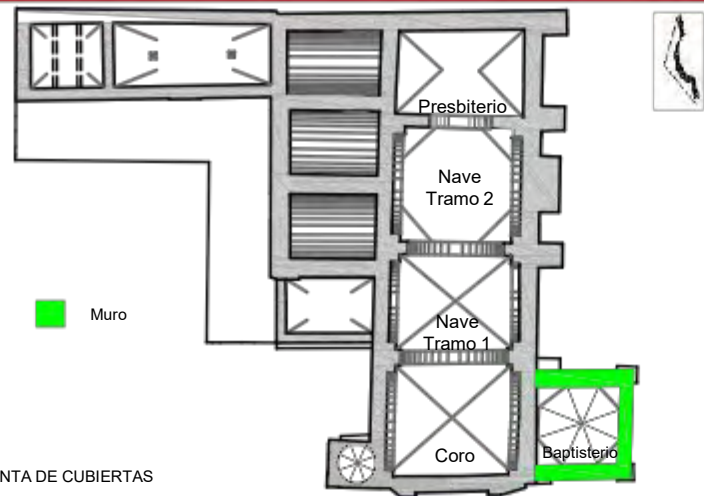 Presbiterio
Nave
Tramo 2
Muro
Nave
Tramo 1
Coro
Baptisterio
NTA DE CUBIERTAS